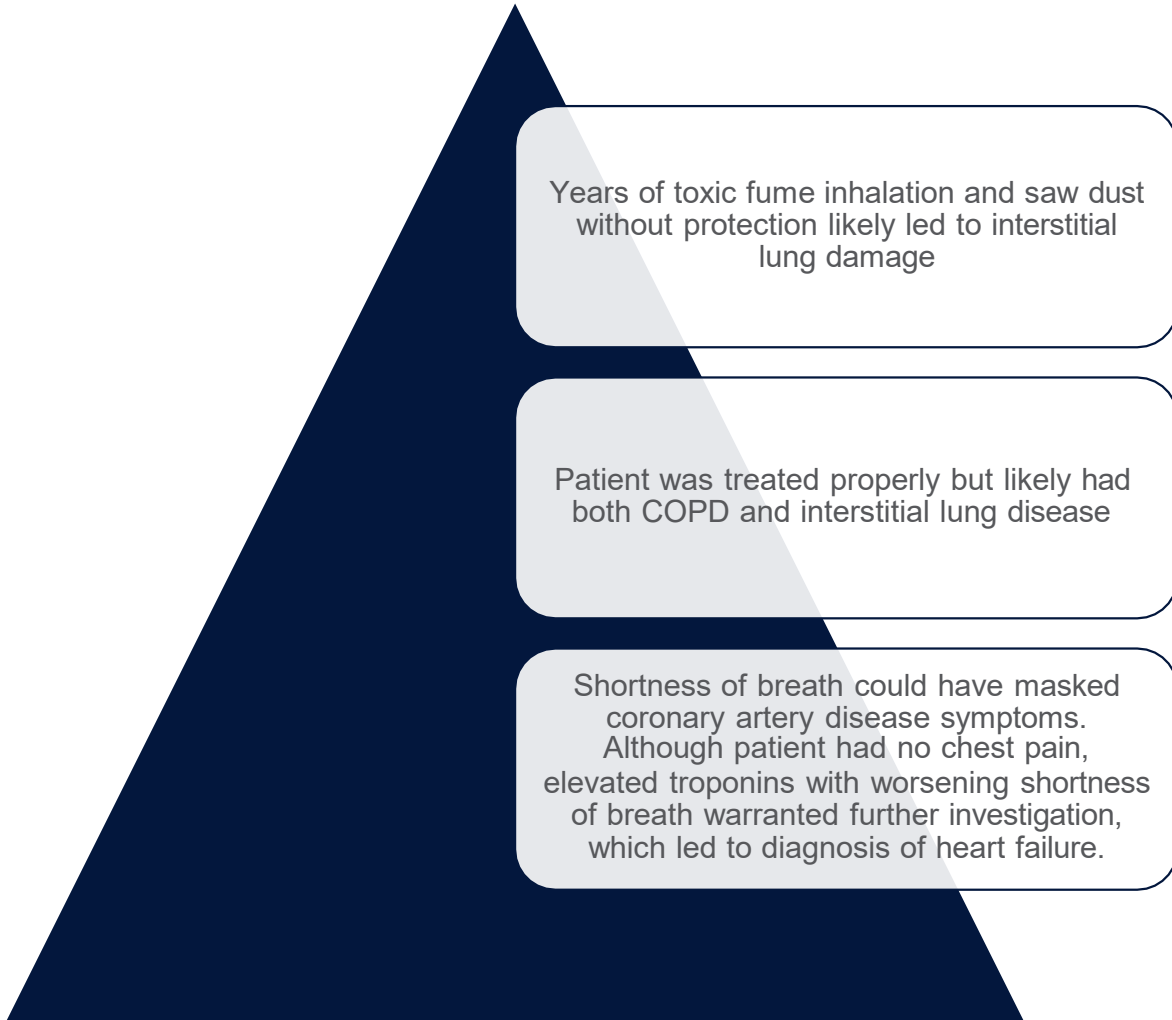 Years of toxic fume inhalation and saw dust
without protection likely led to interstitial
lung damage
Patient was treated properly but likely had
both COPD and interstitial lung disease
Shortness of breath could have masked
coronary artery disease symptoms.
Although patient had no chest pain,
elevated troponins with worsening shortness
of breath warranted further investigation,
which led to diagnosis of heart failure.